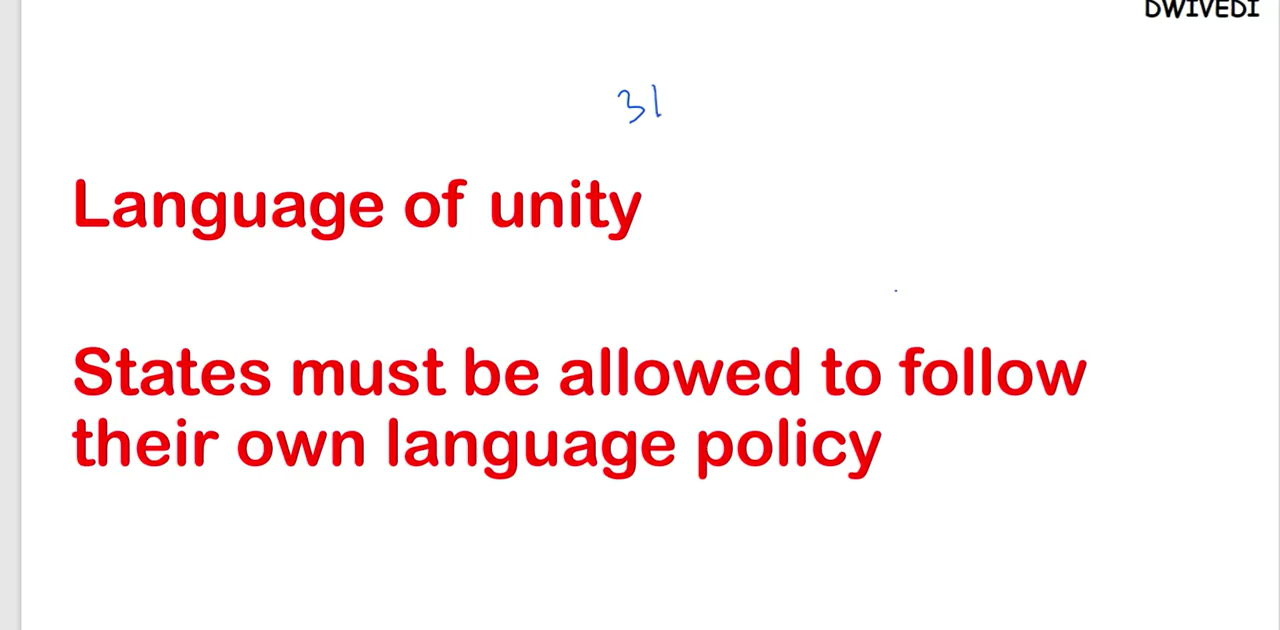 DWIVEDI
31
Language of unity
States must be allowed to follow
their own language policy